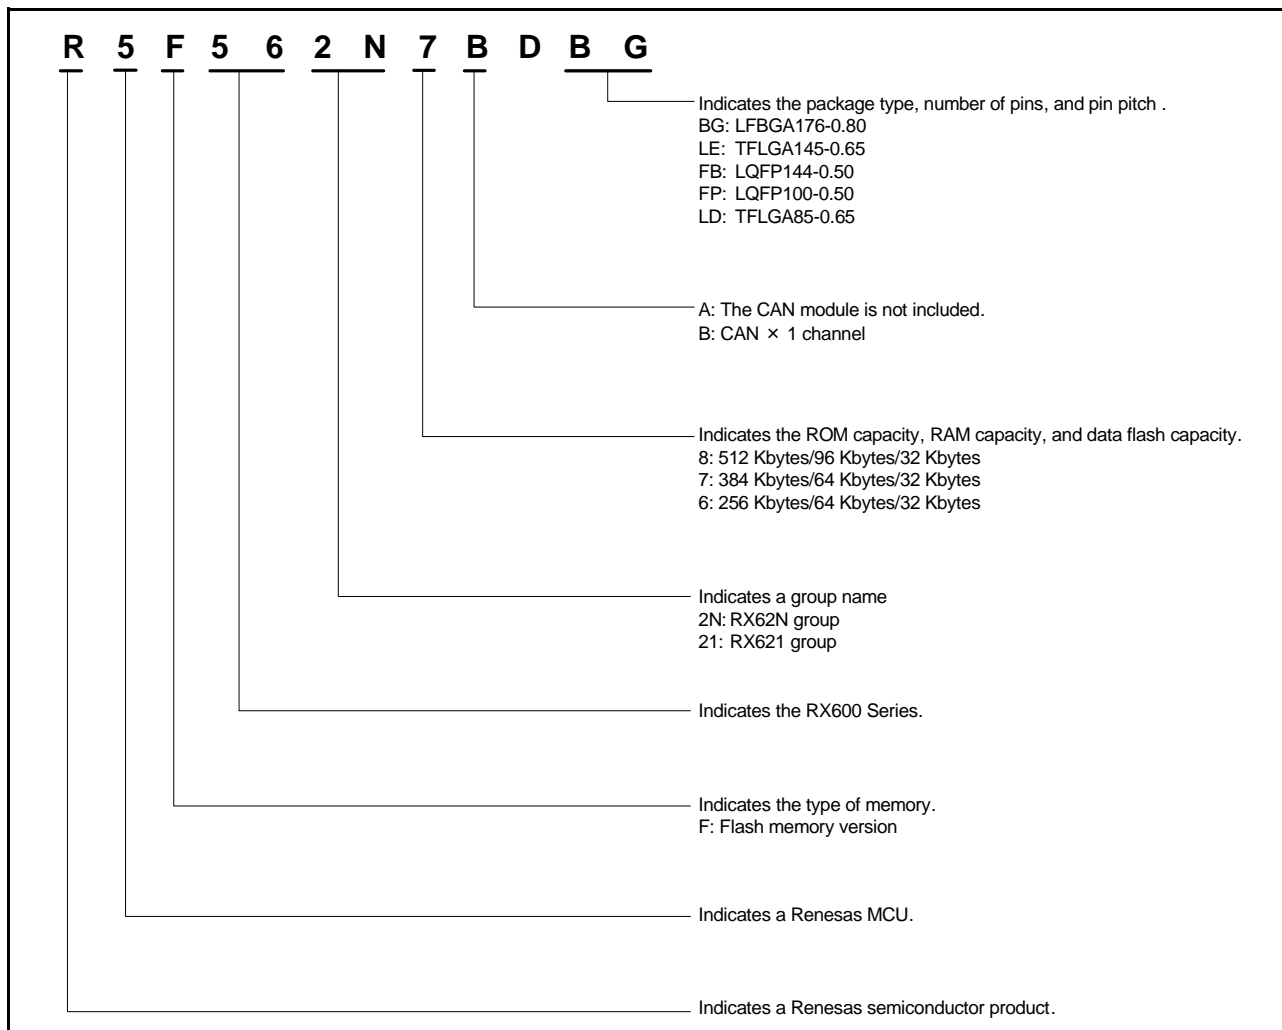 R 5 F 5 6 2 N 7 B D B G
Indicates the package type, number of pins, and pin pitch .
BG: LFBGA176-0.80
LE: TFLGA145-0.65
FB: LQFP144-0.50
FP: LQFP100-0.50
LD: TFLGA85-0.65
A: The CAN module is not included.
B: CAN × 1 channel
Indicates the ROM capacity, RAM capacity, and data flash capacity.
8: 512 Kbytes/96 Kbytes/32 Kbytes
7: 384 Kbytes/64 Kbytes/32 Kbytes
6: 256 Kbytes/64 Kbytes/32 Kbytes
Indicates a group name
2N: RX62N group
21: RX621 group
Indicates the RX600 Series.
Indicates the type of memory.
F: Flash memory version
Indicates a Renesas MCU.
Indicates a Renesas semiconductor product.